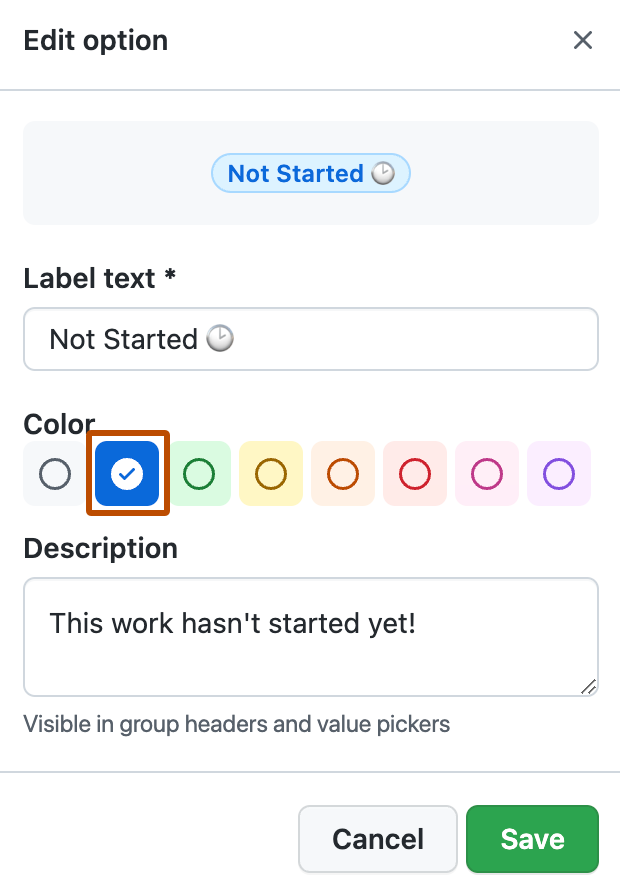 Edit option
Not Started 🕑
Label text *
Not Started 🕑
Color
Description
This work hasn't started yet!
Visible in group headers and value pickers
Cancel
Save